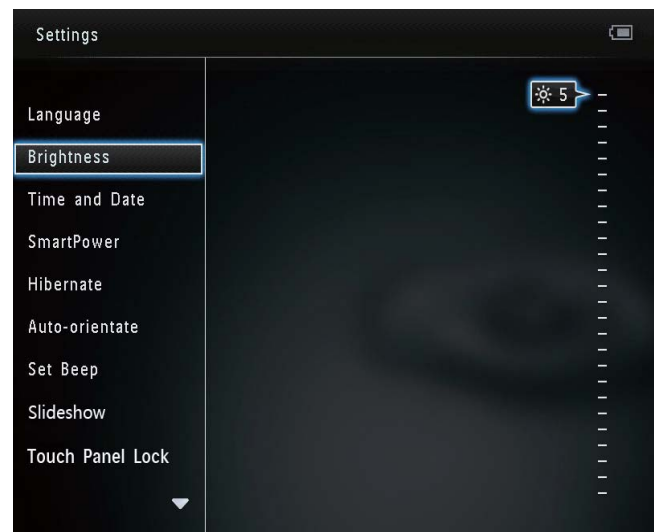 Settings
5
Language
Brightness
Time and Date
SmartPower
Hibernate
Auto-orientate
Set Beep
Slideshow
Touch Panel Lock